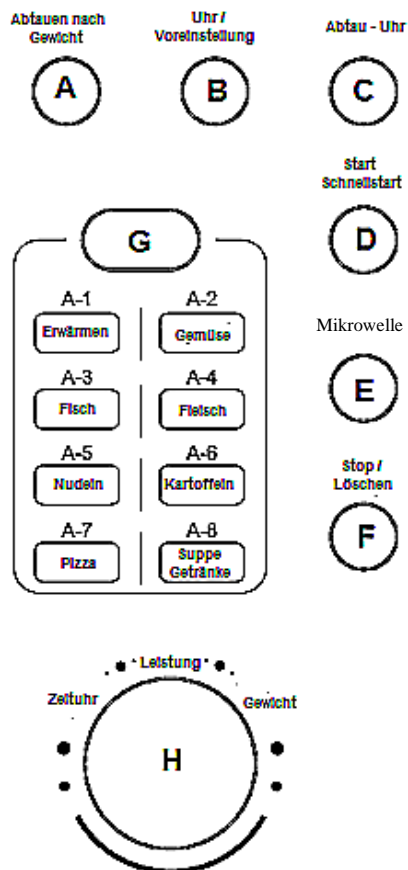 Abtauen nach
Gewicht
Uhr /
Voreinstellung
Abtau - Uhr
A
B
C
Start
Schnellstart
D
G
A-1
A-2
Erwärmen
Gemüse
Mikrowelle
A-3
A-4
Fisch
Fleisch
E
A-5
A-6
Nudeln
Kartoffeln
Stop /
Löschen
F
A-7
A-8
Pizza
Suppe
Getränke
Leistung
Zeituhr
Gewicht
H